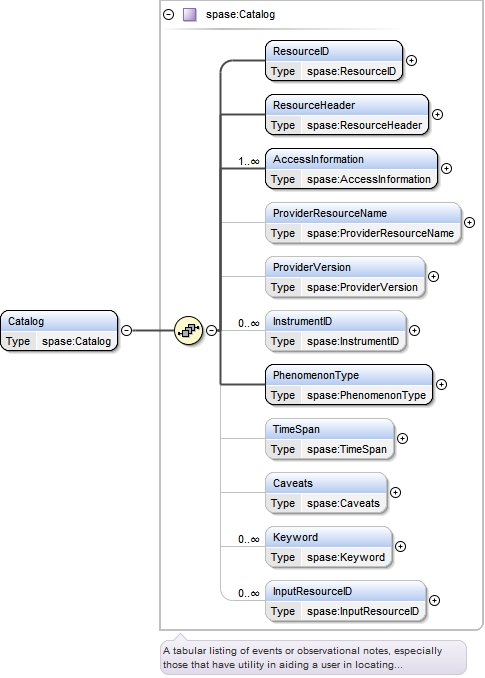 spase:Catalog
ResourceID
Type spase:ResourceID
ResourceHeader
Type spase:ResourceHeader
1..∞
AccessInformation
Type spase:AccessInformation
ProviderResourceName
Type spase:ProviderResourceName
ProviderVersion
Type spase:ProviderVersion
Catalog
Type spase:Catalog
0..∞
InstrumentID
Type spase:InstrumentID
PhenomenonType
Type spase:PhenomenonType
TimeSpan
Type spase:TimeSpan
Caveats
Type spase:Caveats
0..∞
Keyword
Type spase:Keyword
0..∞
InputResourceID
Type spase:InputResourceID
A tabular listing of events or observational notes, especially
those that have utility in aiding a user in locating...